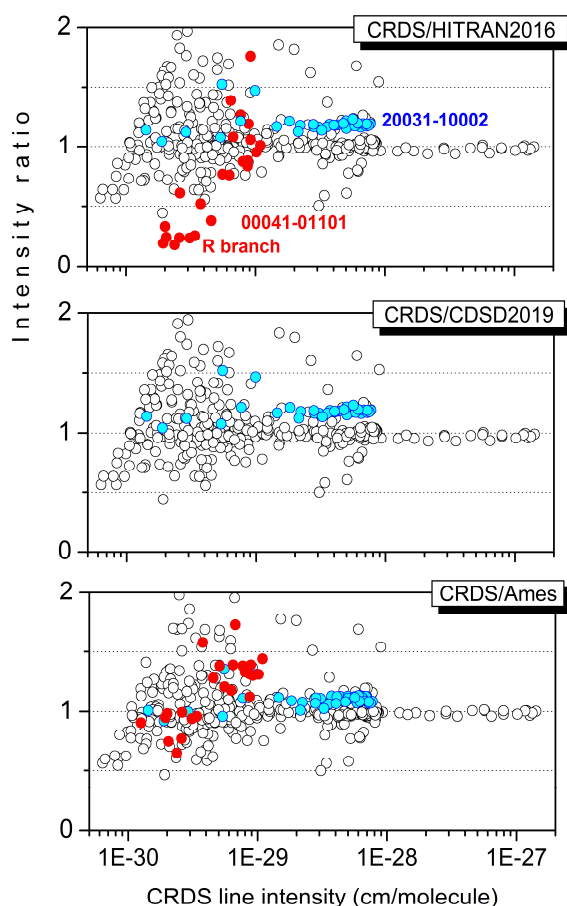 CRDS/HITRAN2016
2
1
0
Intensity ratio
20031-10002
00041-01101
R branch
CRDS/CDSD2019
2
1
0
CRDS/Ames
2
1
0
1E-30 1E-29 1E-28 1E-27
CRDS line intensity (cm/molecule)